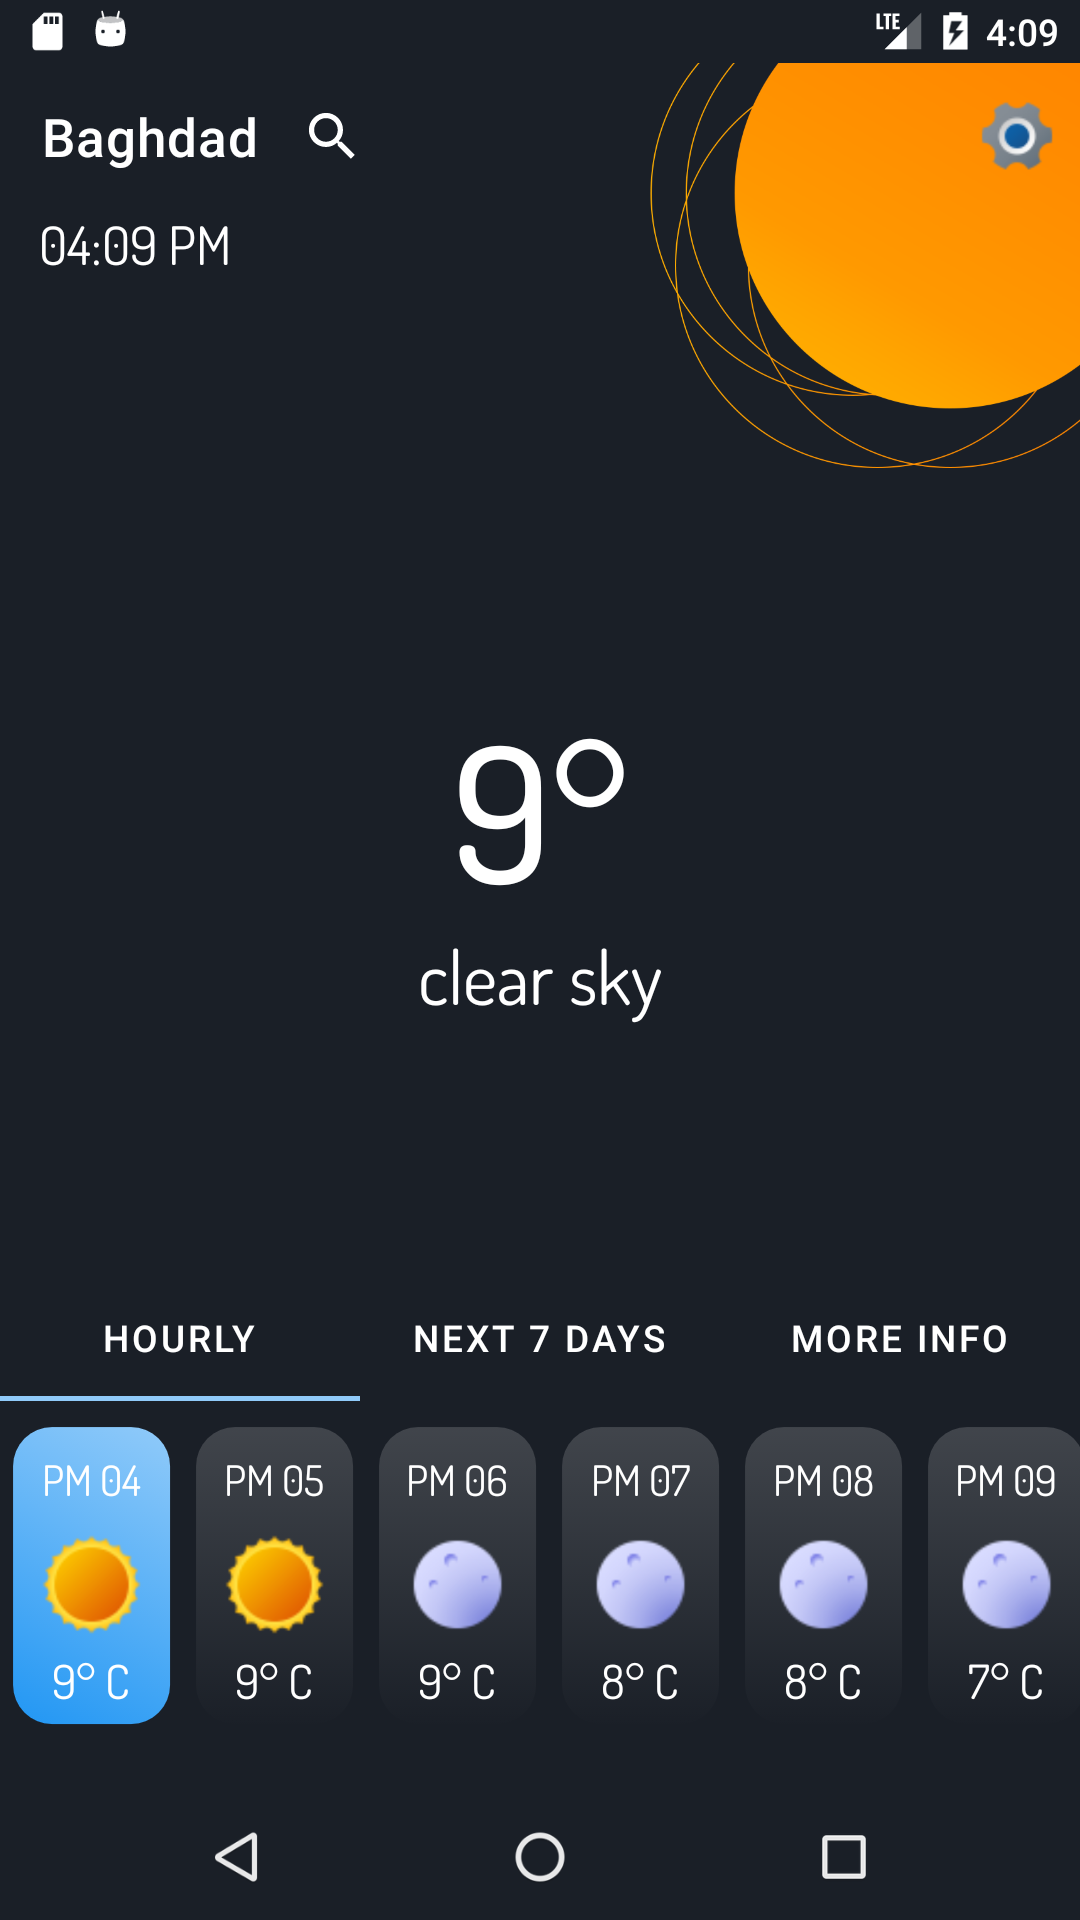 LTE 4:09
Baghdad
04:09 PM
9°
clear sky
HOURLY NEXT 7 DAYS MORE INFO
PM 04 PM 05 PM 06 PM 07 PM 08 PM 09
9° C 9° C 9° C 8° C 8° C 7° C